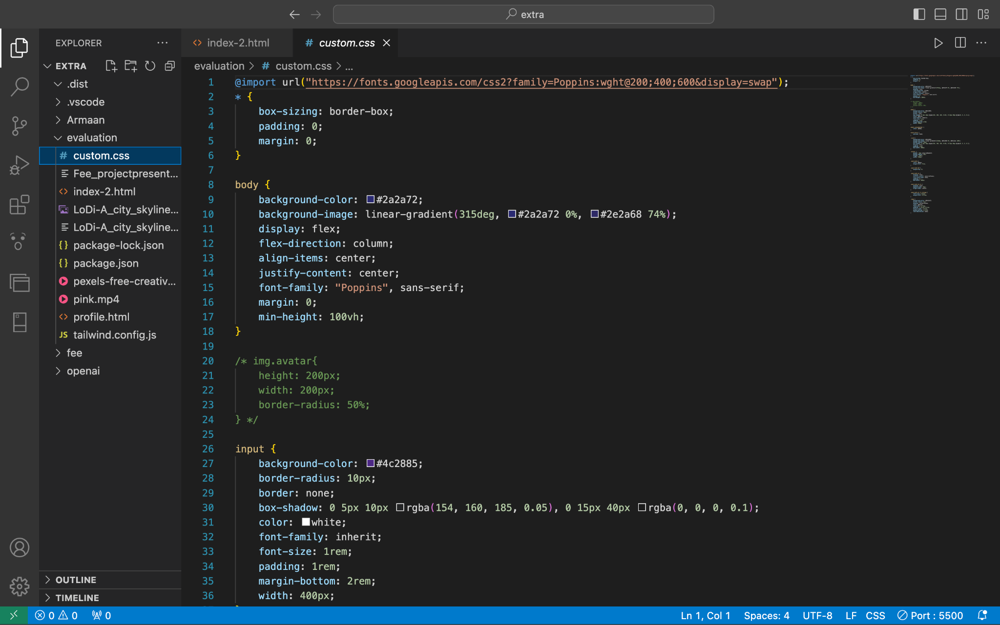 extra
EXPLORER
index-2.html
# custom.css
EXTRA
evaluation > # custom.css > ...
.dist
.vscode
Armaan
evaluation
# custom.css
Fee_projectpresent...
index-2.html
LoDi-A_city_skyline...
LoDi-A_city_skyline...
{} package-lock.json
{} package.json
pexels-free-creativ...
pink.mp4
profile.html
JS tailwind.config.js
fee
openai
OUTLINE
TIMELINE
1 @import url("https://fonts.googleapis.com/css2?family=Poppins:wght@200;400;600&display=swap");
2 * {
3 box-sizing: border-box;
4 padding: 0;
5 margin: 0;
6 }
7
8 body {
9 background-color: #2a2a72;
10 background-image: linear-gradient(315deg, #2a2a72 0%, #2e2a68 74%);
11 display: flex;
12 flex-direction: column;
13 align-items: center;
14 justify-content: center;
15 font-family: "Poppins", sans-serif;
16 margin: 0;
17 min-height: 100vh;
18 }
19
20 /* img.avatar{
21 height: 200px;
22 width: 200px;
23 border-radius: 50%;
24 } */
25
26 input {
27 background-color: #4c2885;
28 border-radius: 10px;
29 border: none;
30 box-shadow: 0 5px 10px rgba(154, 160, 185, 0.05), 0 15px 40px rgba(0, 0, 0, 0.1);
31 color: white;
32 font-family: inherit;
33 font-size: 1rem;
34 padding: 1rem;
35 margin-bottom: 2rem;
36 width: 400px;
0 0 0
Ln 1, Col 1 Spaces: 4 UTF-8 LF CSS Port : 5500